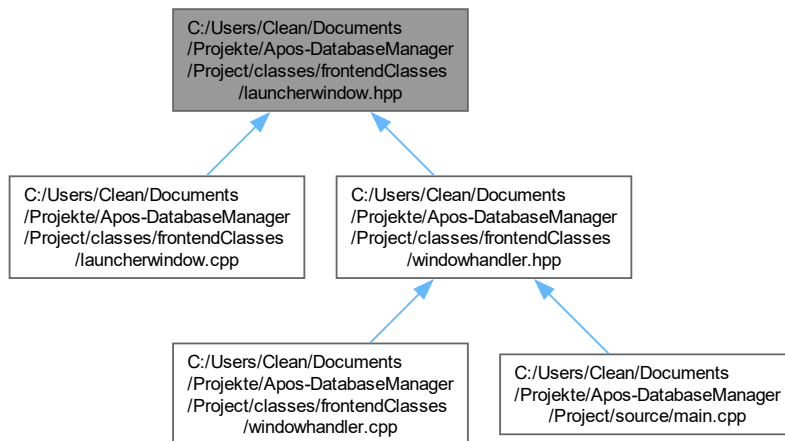 C:/Users/Clean/Documents
/Projekte/Apos-DatabaseManager
/Project/classes/frontendClasses
/launcherwindow.hpp
C:/Users/Clean/Documents
/Projekte/Apos-DatabaseManager
/Project/classes/frontendClasses
/launcherwindow.cpp
C:/Users/Clean/Documents
/Projekte/Apos-DatabaseManager
/Project/classes/frontendClasses
/windowhandler.hpp
C:/Users/Clean/Documents
/Projekte/Apos-DatabaseManager
/Project/classes/frontendClasses
/windowhandler.cpp
C:/Users/Clean/Documents
/Projekte/Apos-DatabaseManager
/Project/source/main.cpp